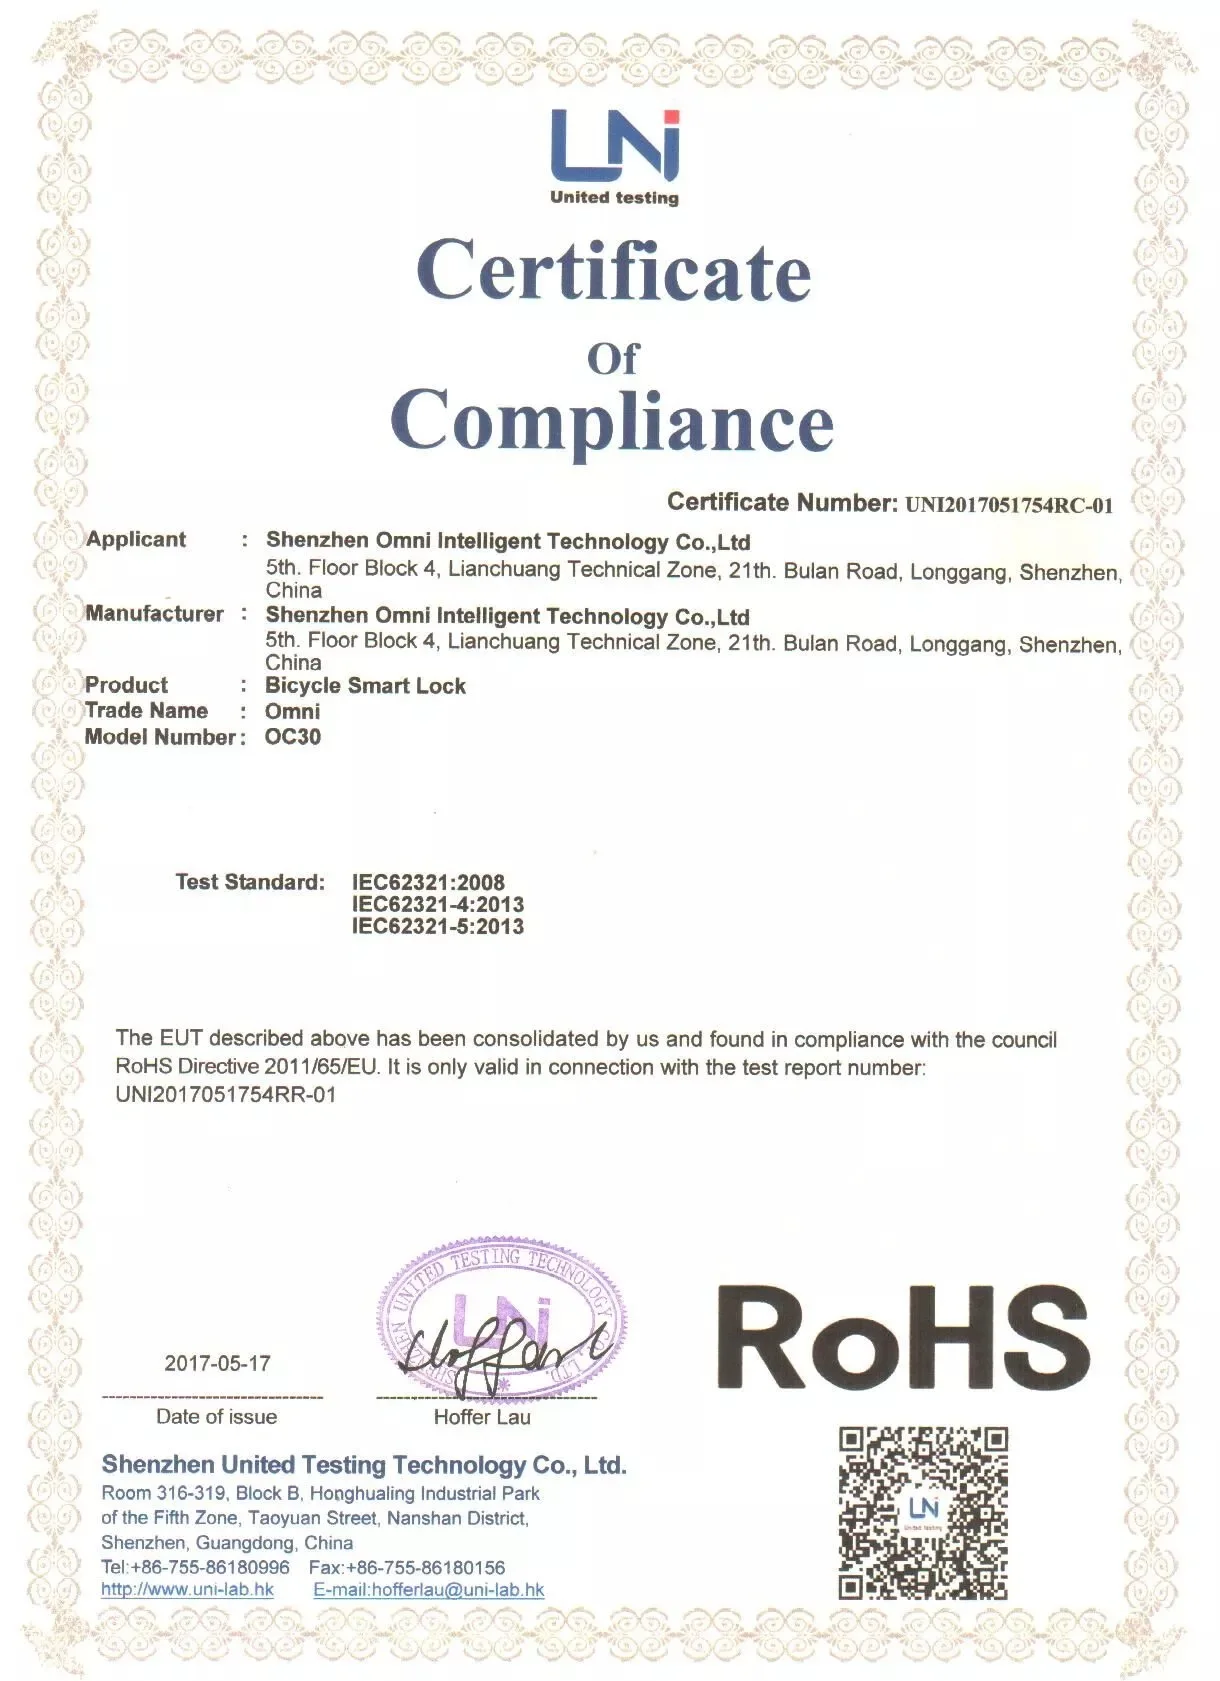 UNi
United testing
Certificate
Of
Compliance
Certificate Number: UNI2017051754RC-01
Applicant : Shenzhen Omni Intelligent Technology Co.,Ltd
5th. Floor Block 4, Lianchuang Technical Zone, 21th. Bulan Road, Longgang, Shenzhen,
China
Manufacturer : Shenzhen Omni Intelligent Technology Co.,Ltd
5th. Floor Block 4, Lianchuang Technical Zone, 21th. Bulan Road, Longgang, Shenzhen,
China
Product : Bicycle Smart Lock
Trade Name : Omni
Model Number: OC30
Test Standard: IEC62321:2008
IEC62321-4:2013
IEC62321-5:2013
The EUT described above has been consolidated by us and found in compliance with the council
RoHS Directive 2011/65/EU. It is only valid in connection with the test report number:
UNI2017051754RR-01
SHENZHEN UNITED TESTING TECHNOLOGY CO., LTD.
UNi
RoHS
2017-05-17
Date of issue
Hoffer Lau
UNi
United testing
Shenzhen United Testing Technology Co., Ltd.
Room 316-319, Block B, Honghualing Industrial Park
of the Fifth Zone, Taoyuan Street, Nanshan District,
Shenzhen, Guangdong, China
Tel:+86-755-86180996 Fax:+86-755-86180156
http://www.uni-lab.hk E-mail:hofferlau@uni-lab.hk